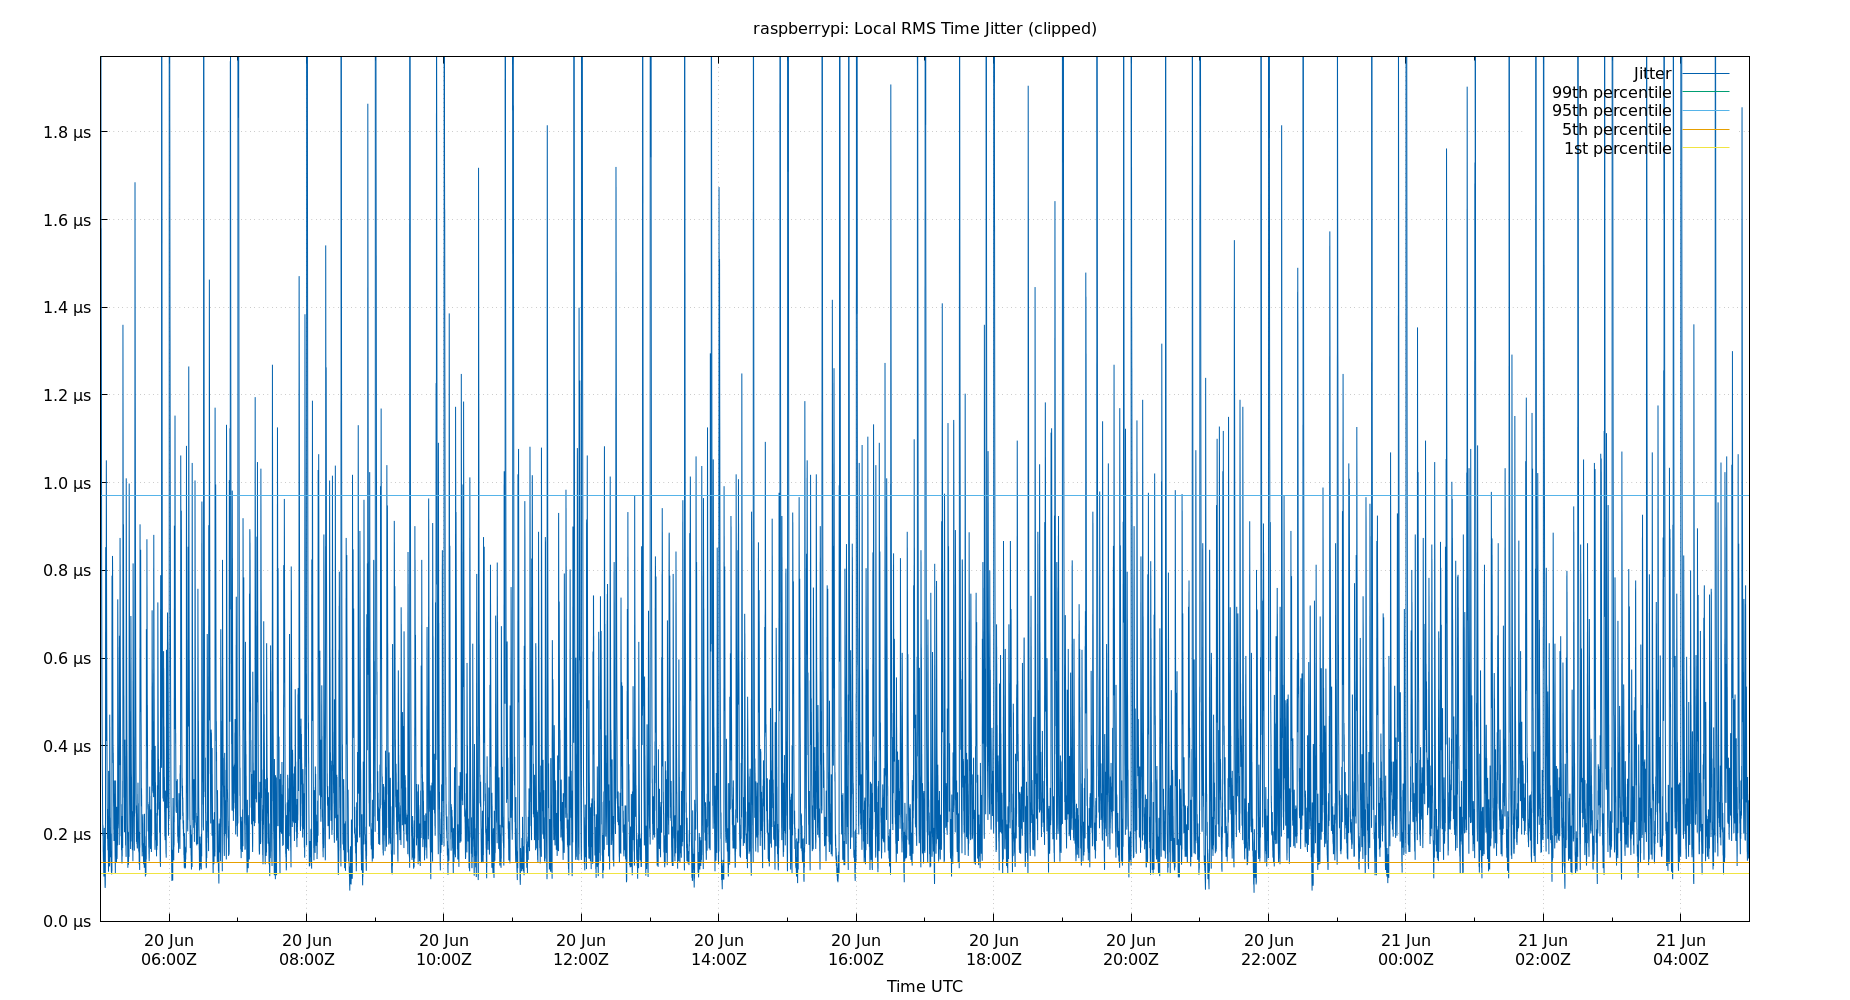 raspberrypi: Local RMS Time Jitter (clipped)
Jitter
99th percentile
95th percentile
5th percentile
1st percentile
1.8 µs
1.6 µs
1.4 µs
1.2 µs
1.0 µs
0.8 µs
0.6 µs
0.4 µs
0.2 µs
0.0 µs
20 Jun 20 Jun 20 Jun 20 Jun 20 Jun 20 Jun 20 Jun 20 Jun 20 Jun 21 Jun 21 Jun 21 Jun
06:00Z 08:00Z 10:00Z 12:00Z 14:00Z 16:00Z 18:00Z 20:00Z 22:00Z 00:00Z 02:00Z 04:00Z
Time UTC